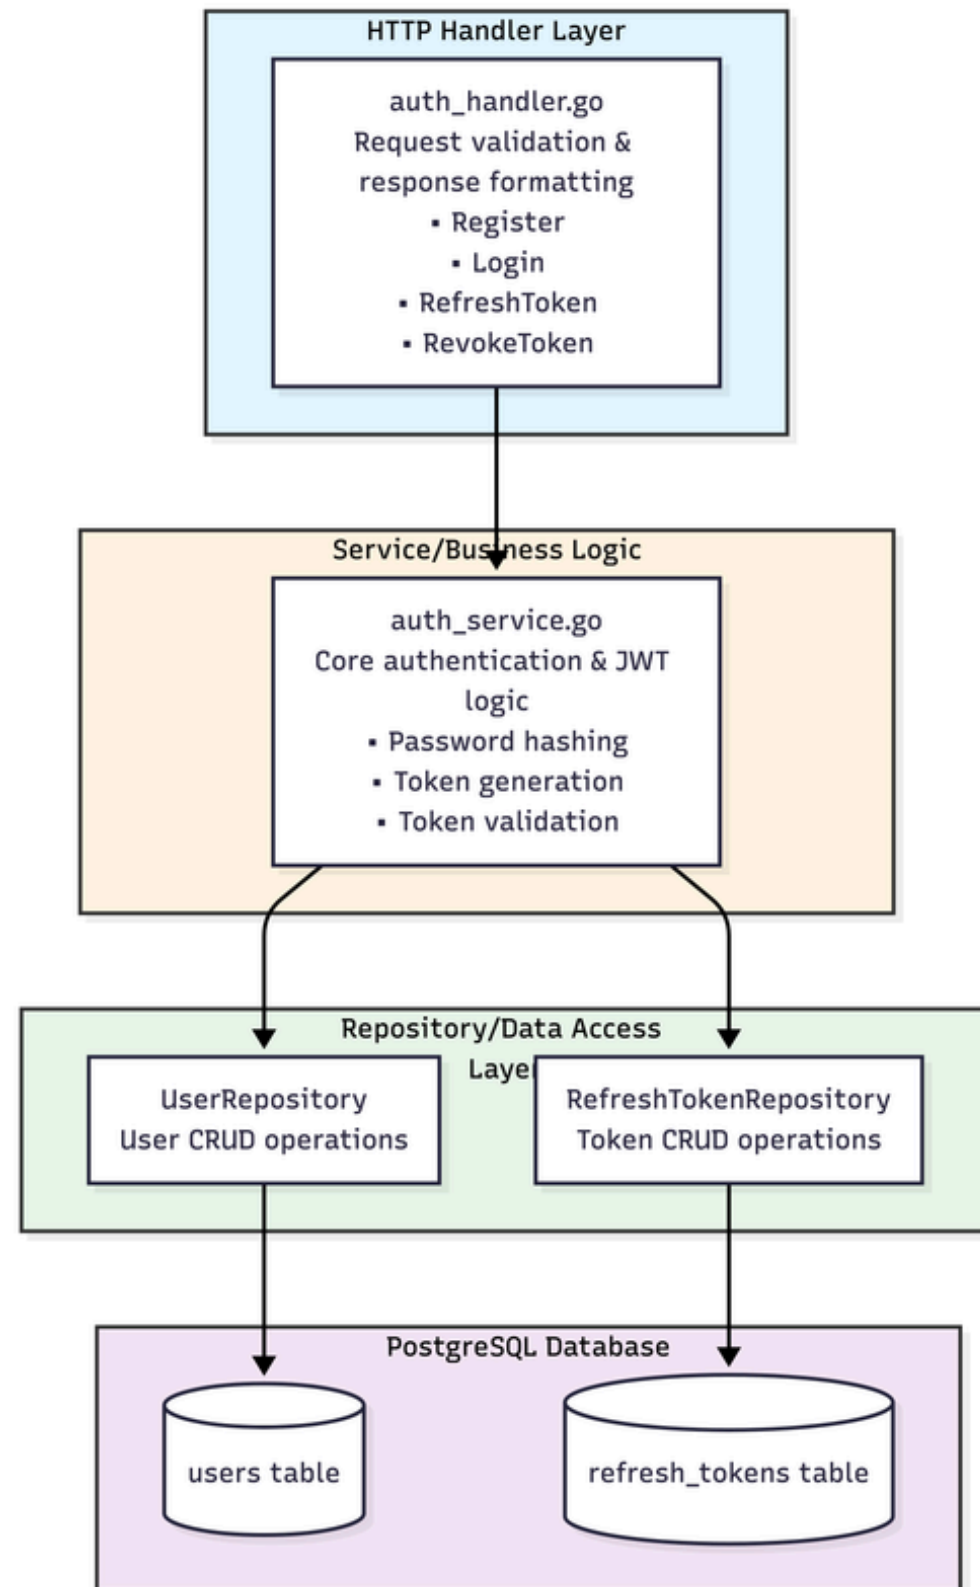 HTTP Handler Layer
auth_handler.go
Request validation &
response formatting
▪ Register
▪ Login
▪ RefreshToken
▪ RevokeToken
Service/Business Logic
auth_service.go
Core authentication & JWT
logic
▪ Password hashing
▪ Token generation
▪ Token validation
Repository/Data Access
Layer
UserRepository
User CRUD operations
RefreshTokenRepository
Token CRUD operations
PostgreSQL Database
users table
refresh_tokens table